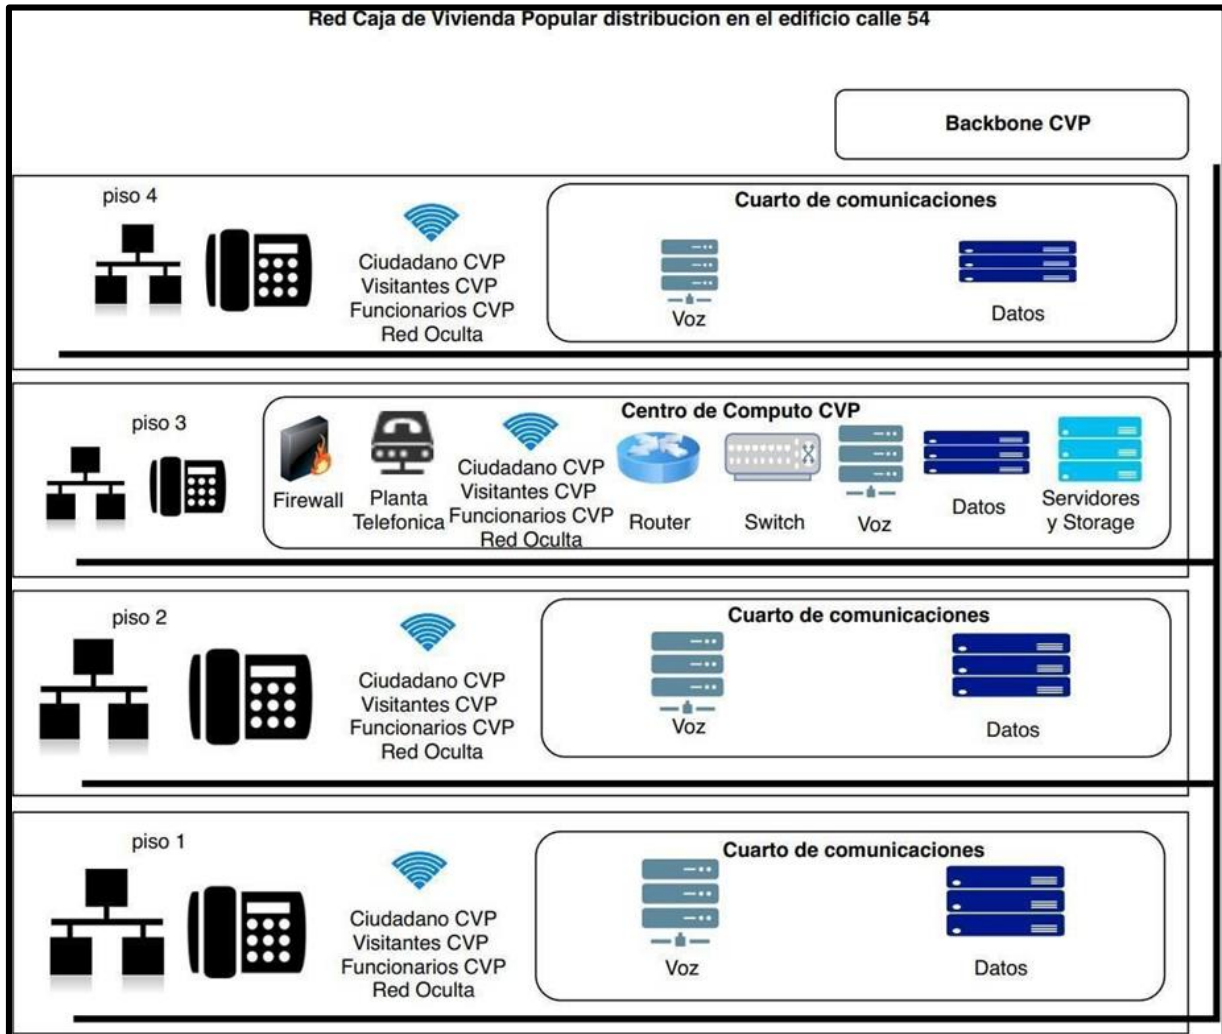 Red Caja de Vivienda Popular distribucion en el edificio calle 54
Backbone CVP
piso 4
Ciudadano CVP
Visitantes CVP
Funcionarios CVP
Red Oculta
Cuarto de comunicaciones
Voz
Datos
piso 3
Centro de Computo CVP
Firewall
Planta
Telefonica
Ciudadano CVP
Visitantes CVP
Funcionarios CVP
Red Oculta
Router
Switch
Voz
Datos
Servidores
y Storage
piso 2
Ciudadano CVP
Visitantes CVP
Funcionarios CVP
Red Oculta
Cuarto de comunicaciones
Voz
Datos
piso 1
Ciudadano CVP
Visitantes CVP
Funcionarios CVP
Red Oculta
Cuarto de comunicaciones
Voz
Datos